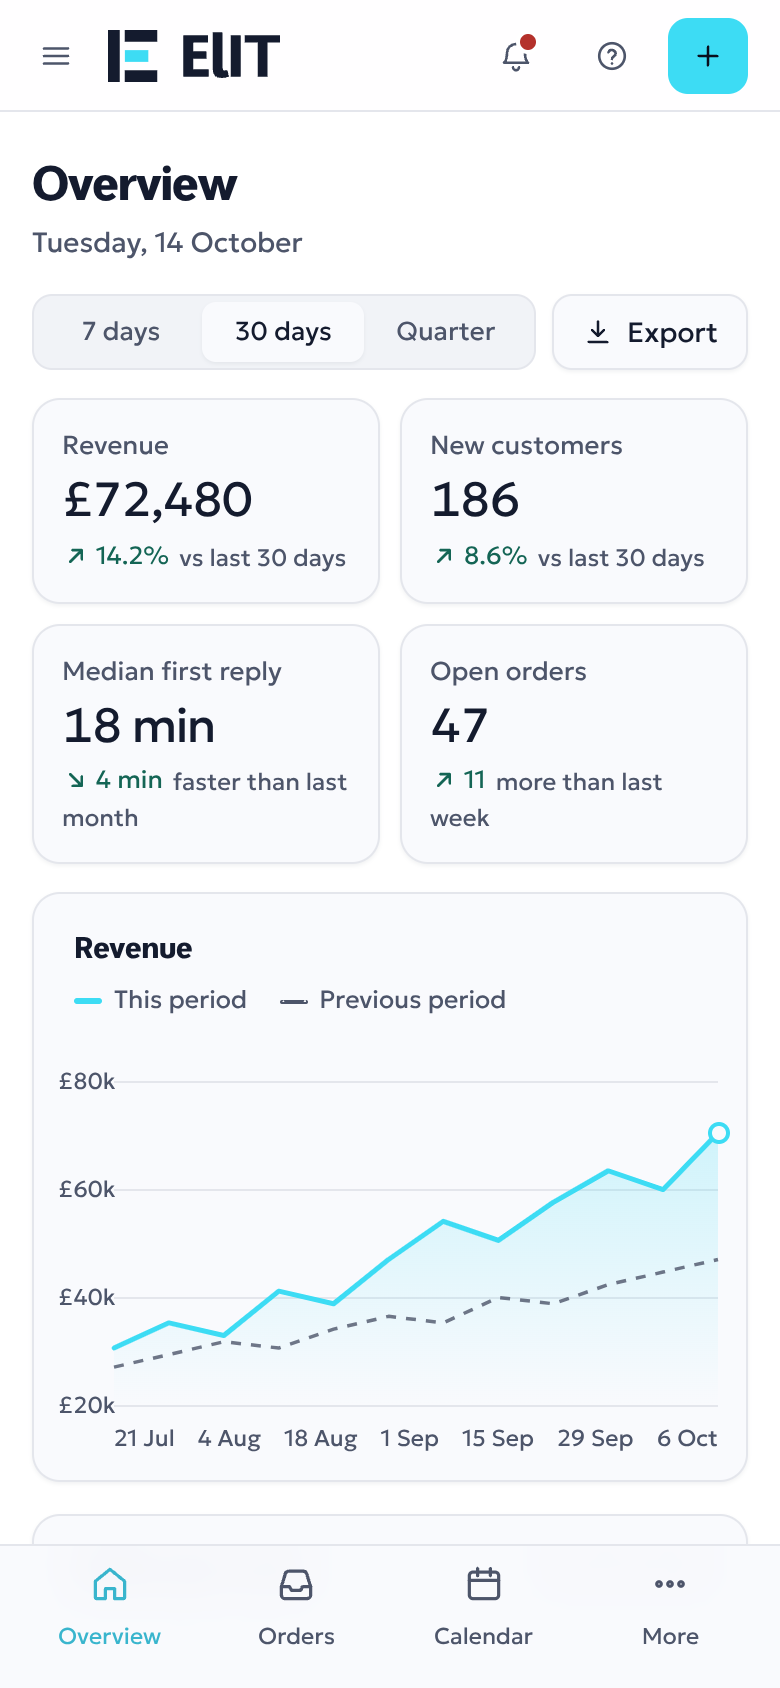 ElIT
Overview
Tuesday, 14 October
7 days 30 days Quarter Export
Revenue
£72,480
14.2% vs last 30 days
New customers
186
8.6% vs last 30 days
Median first reply
18 min
4 min faster than last
month
Open orders
47
11 more than last
week
Revenue
This period Previous period
£80k
£60k
£40k
£20k
21 Jul 4 Aug 18 Aug 1 Sep 15 Sep 29 Sep 6 Oct
Overview Orders Calendar More